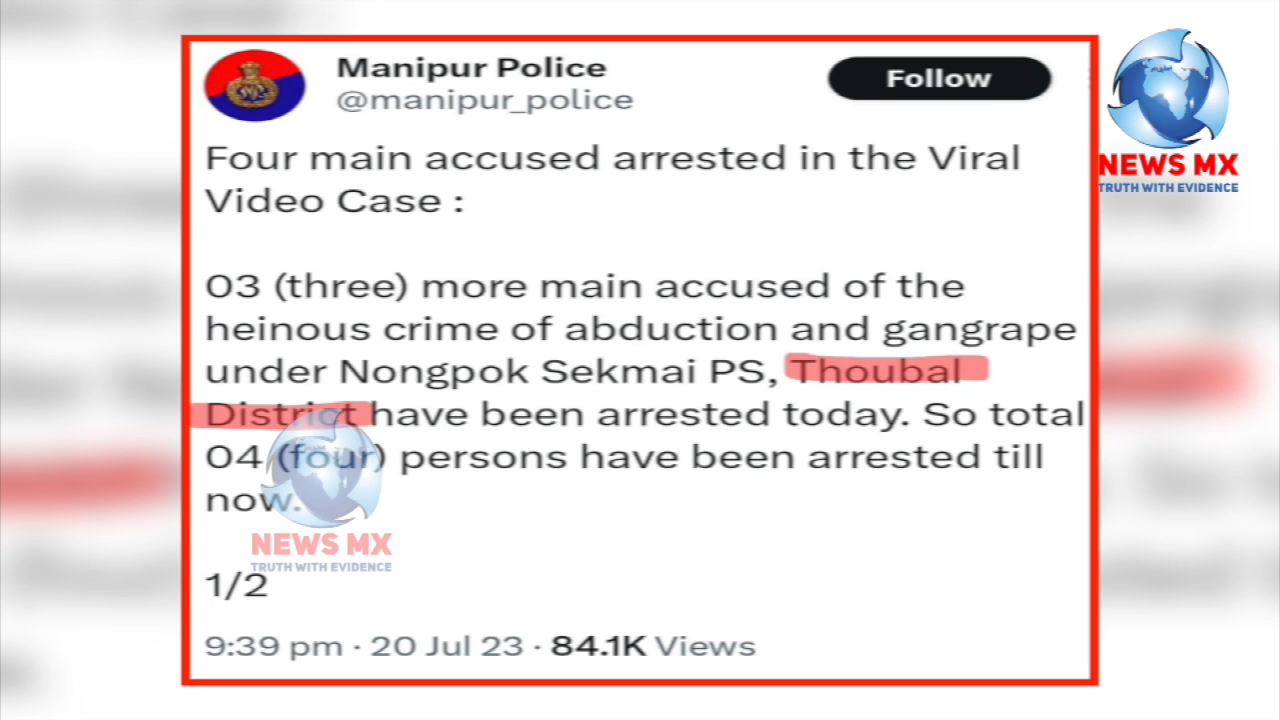 Manipur Police
@manipur_police
Follow
NEWS MX
TRUTH WITH EVIDENCE
Four main accused arrested in the Viral
Video Case :
03 (three) more main accused of the
heinous crime of abduction and gangrape
under Nongpok Sekmai PS, Thoubal
District have been arrested today. So total
04 (four) persons have been arrested till
now.
NEWS MX
TRUTH WITH EVIDENCE
1/2
9:39 pm · 20 Jul 23 · 84.1K Views